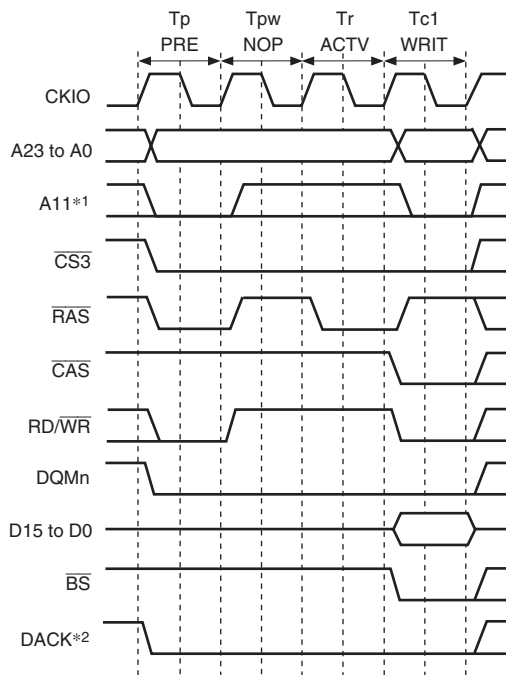 Tp Tpw Tr Tc1
PRE NOP ACTV WRIT
CKIO
A23 to A0
A11*1
CS3
RAS
CAS
RD/WR
DQMn
D15 to D0
BS
DACK*2